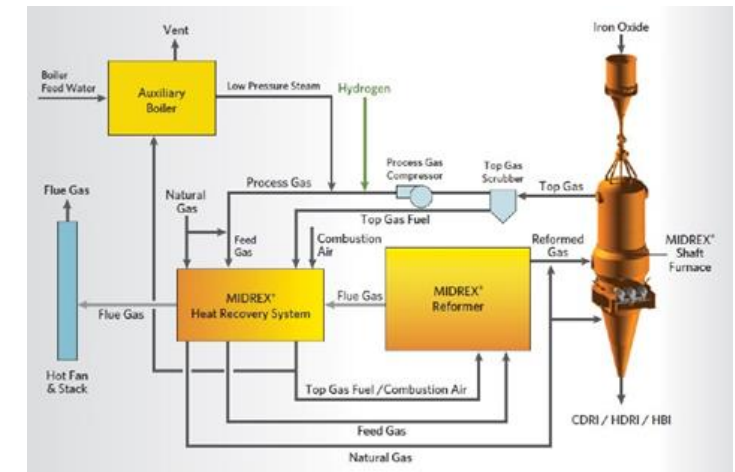 Vent
Iron Oxide
Boiler
Feed Water
Auxiliary
Boiler
Low Pressure Steam
Hydrogen
Process Gas
Compressor
Top Gas
Scrubber
Top Gas
Flue Gas
Natural
Gas
Process Gas
Top Gas Fuel
Feed
Gas
Combustion
Air
Reformed
Gas
MIDREX®
Shaft
Furnace
MIDREX®
Heat Recovery System
Flue Gas
MIDREX®
Reformer
Flue Gas
Hot Fan
& Stack
Top Gas Fuel /Combustion Air
Feed Gas
Natural Gas
CDRI / HDRI / HBI